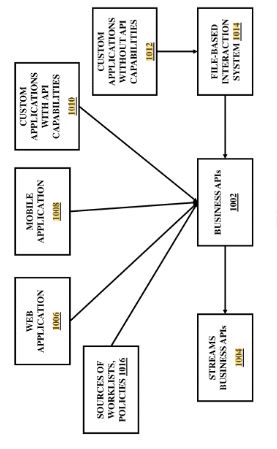 WEB
APPLICATION
1006
MOBILE
APPLICATION
1008
CUSTOM
APPLICATIONS
WITH API
CAPABILITIES
1010
SOURCES OF
WORKLISTS,
POLICIES 1016
CUSTOM
APPLICATIONS
WITHOUT API
CAPABILITIES
1012
STREAMS
BUSINESS APIs
1004
BUSINESS APIs
1002
FILE-BASED
INTERACTION
SYSTEM 1014